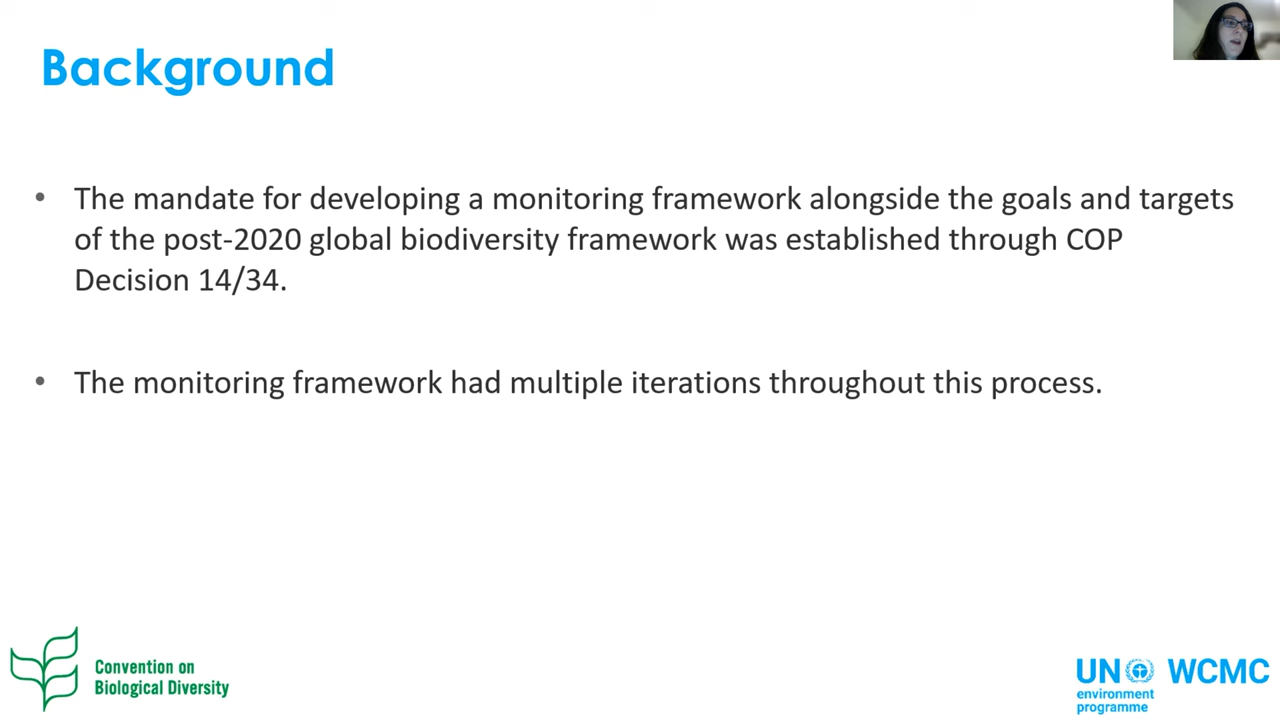 Background
• The mandate for developing a monitoring framework alongside the goals and targets
of the post-2020 global biodiversity framework was established through COP
Decision 14/34.
• The monitoring framework had multiple iterations throughout this process.
Convention on
Biological Diversity
UN WCMC
environment
programme